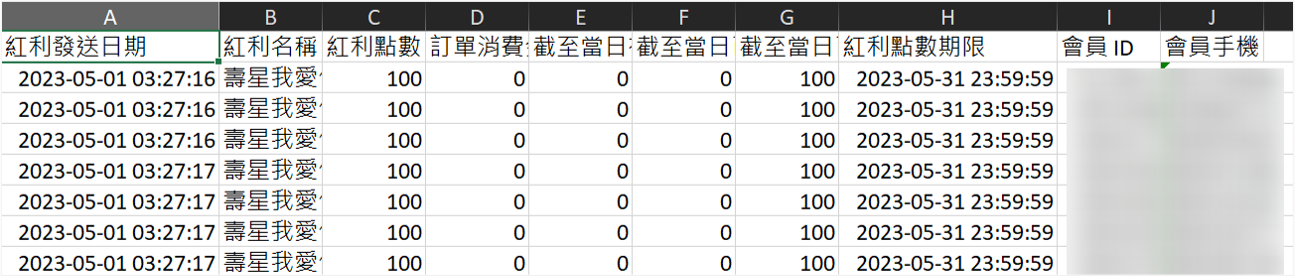 A B C D E F G H I J
紅利發送日期 紅利名稱 紅利點數 訂單消費 截至當日 截至當日 截至當日 紅利點數期限 會員 ID 會員手機
2023-05-01 03:27:16 壽星我愛 100 0 0 0 100 2023-05-31 23:59:59
2023-05-01 03:27:16 壽星我愛 100 0 0 0 100 2023-05-31 23:59:59
2023-05-01 03:27:16 壽星我愛 100 0 0 0 100 2023-05-31 23:59:59
2023-05-01 03:27:17 壽星我愛 100 0 0 0 100 2023-05-31 23:59:59
2023-05-01 03:27:17 壽星我愛 100 0 0 0 100 2023-05-31 23:59:59
2023-05-01 03:27:17 壽星我愛 100 0 0 0 100 2023-05-31 23:59:59
2023-05-01 03:27:17 壽星我愛 100 0 0 0 100 2023-05-31 23:59:59